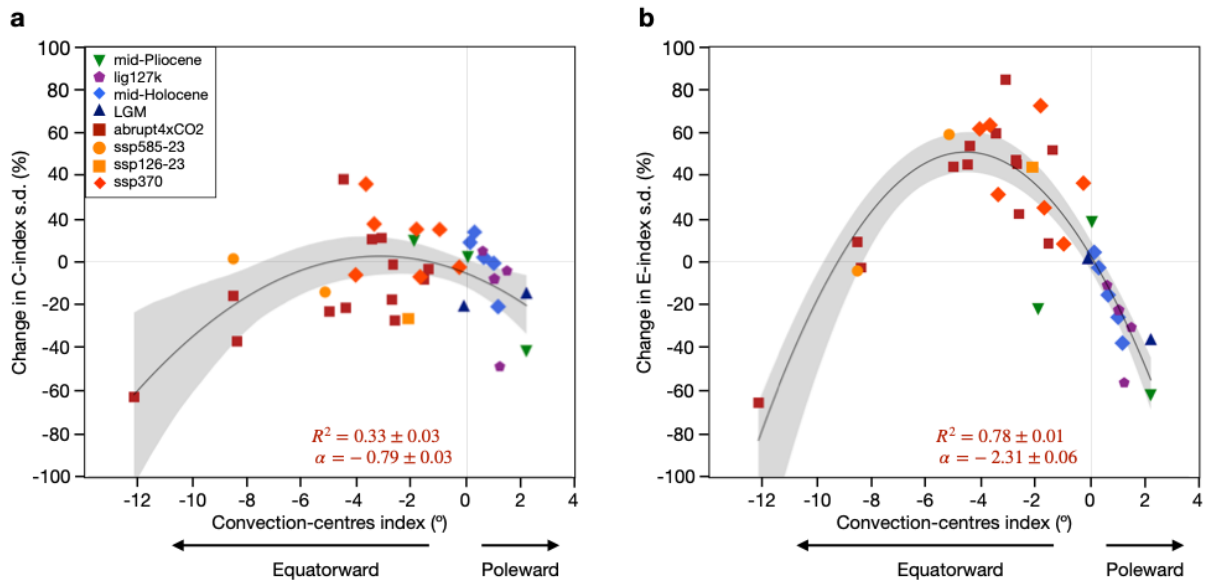 a
b
Change in C-index s.d. (%)
100
80
60
40
40
0
-20
-40
-60
-80
-100
mid-Pliocene
lig127k
mid-Holocene
LGM
abrupt4xCO2
ssp585-23
ssp126-23
ssp370
R² = 0.33 ± 0.03
α = − 0.79 ± 0.03
-12 -10 -8 -6 -4 -2 0 2 4
Convection-centres index (º)
Equatorward Poleward
Change in E-index s.d. (%)
100
80
60
40
40
0
-20
-40
-60
-80
-100
R² = 0.78 ± 0.01
α = − 2.31 ± 0.06
-12 -10 -8 -6 -4 -2 0 2 4
Convection-centres index (º)
Equatorward Poleward